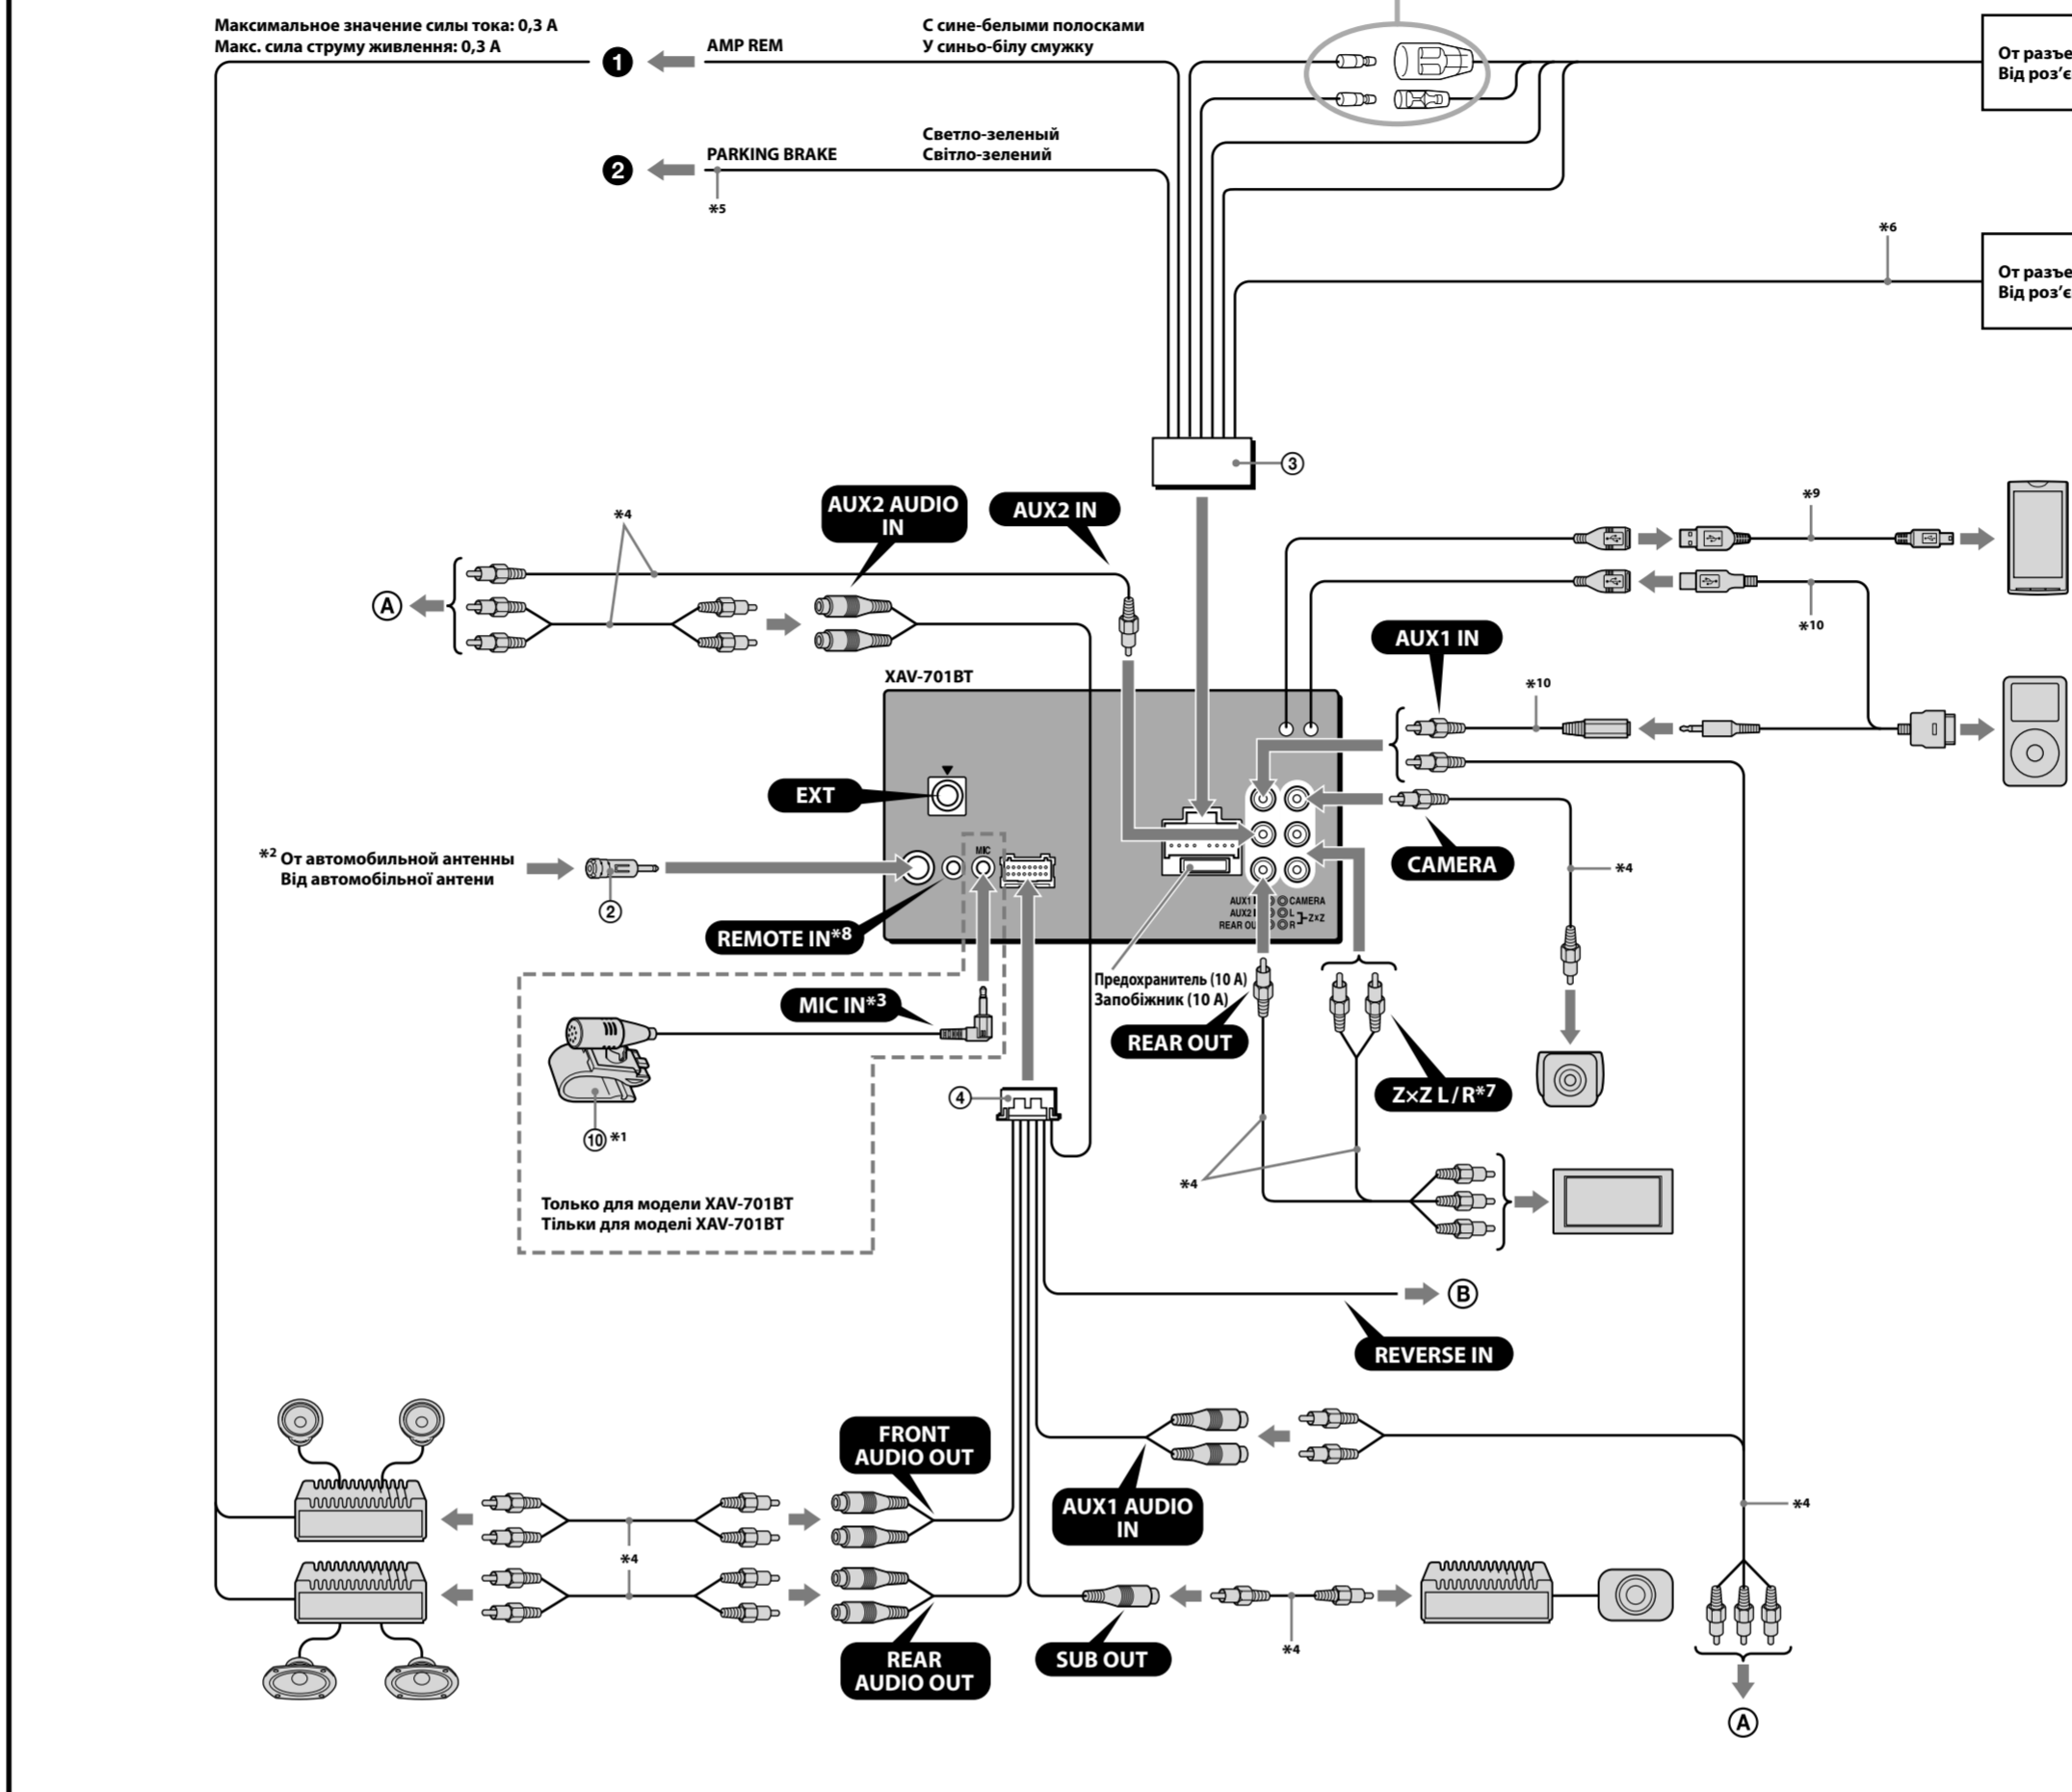 Максимальное значение силы тока: 0,3 А
Макс. сила струму живлення: 0,3 А
1
AMP REM
С сине-белыми полосками
У синьо-білу смужку
От
Від
2
PARKING BRAKE
Светло-зеленый
Світло-зелений
*5
*6
От
Від
3
*4
AUX2 AUDIO
IN
AUX2 IN
*9
A
*10
AUX1 IN
XAV-701BT
*10
EXT
*2 От автомобильной антенны
Від автомобільної антени
MIC
CAMERA
*4
2
REMOTE IN*8
AUX1
CAMERA
AUX2
L
Z×Z
REAR
R
Предохранитель (10 А)
Запобіжник (10 А)
MIC IN*3
REAR OUT
Z×Z L / R*7
4
10 *1
*4
Только для модели XAV-701BT
Тільки для моделі XAV-701BT
B
REVERSE IN
FRONT
AUDIO OUT
AUX1 AUDIO
IN
*4
*4
REAR
AUDIO OUT
SUB OUT
*4
A